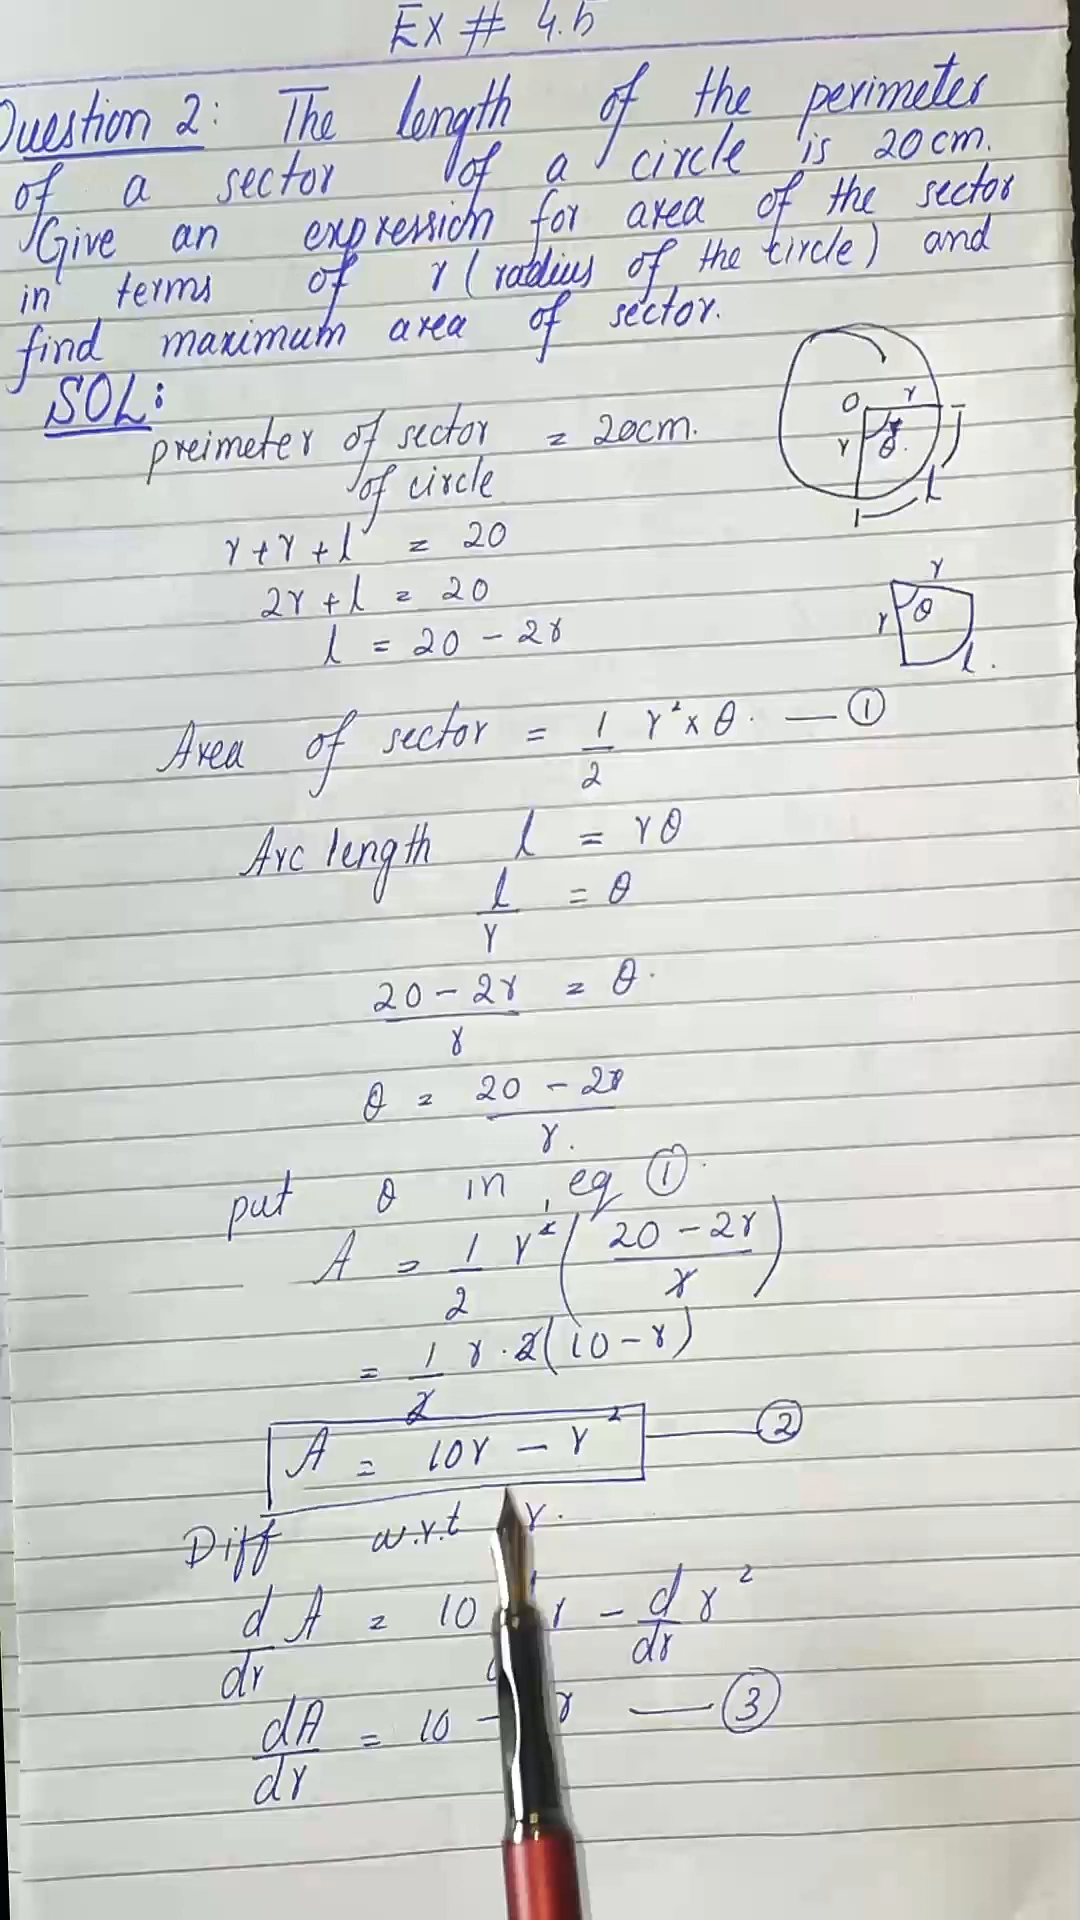 Ex # 4.5
Question 2: The length of the perimeter
of a sector of a circle is 20cm.
Give an expression for area of the sector
in terms of r (radius of the circle) and
find maximum area of sector.
SOL:
preimeter of sector = 20cm.
of circle
O r
r θ
l
r + r + l = 20
2r + l = 20
l = 20 - 2r
r
r θ
l.
Area of sector = 1/2 r² × θ. — ①
Arc length l = rθ
l/r = θ
20 - 2r / r = θ.
θ = 20 - 2r / r.
put θ in eq ①.
A = 1/2 r² ( 20 - 2r / r )
= 1/2 r · 2(10 - r)
A = 10r - r² — ②
Diff w.r.t r.
d/dr A = 10 r - d/dr r²
dA/dr = 10 - r — ③